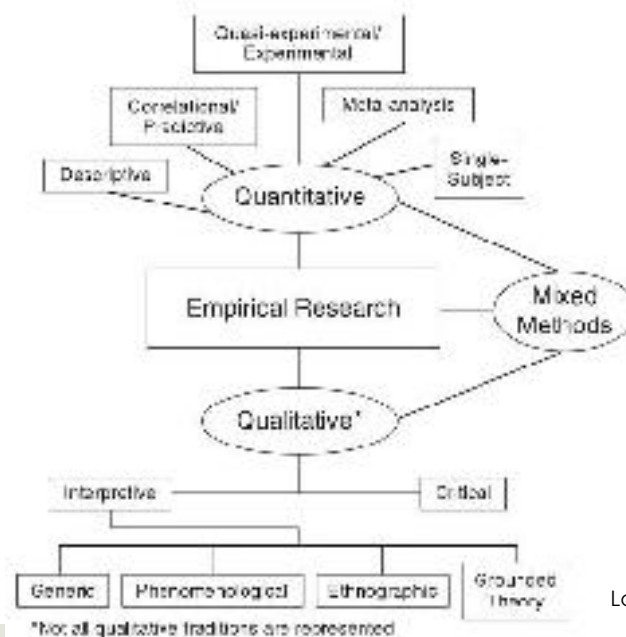 Quasi-experimental/
Experimental
Correlational/
Predictive
Meta-analysis
Descriptive
Single-
Subject
Quantitative
Empirical Research
Mixed
Methods
Qualitative*
Interpretive
Critical
Generic
Phenomenological
Ethnographic
Grounded
Theory
Lo
*Not all qualitative traditions are represented